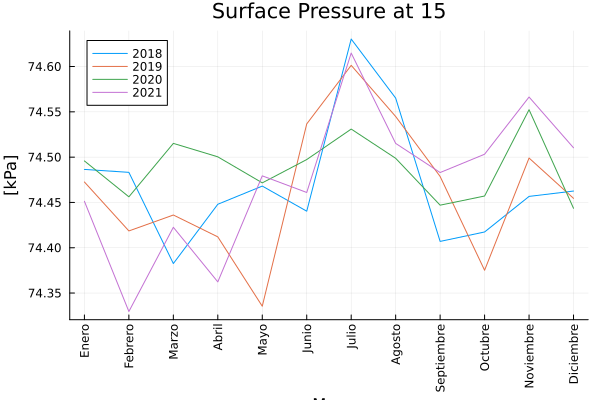 Surface Pressure at 15
2018
2019
2020
2021
[kPa]
74.60
74.55
74.50
74.45
74.40
74.35
Enero
Febrero
Marzo
Abril
Mayo
Junio
Julio
Agosto
Septiembre
Octubre
Noviembre
Diciembre